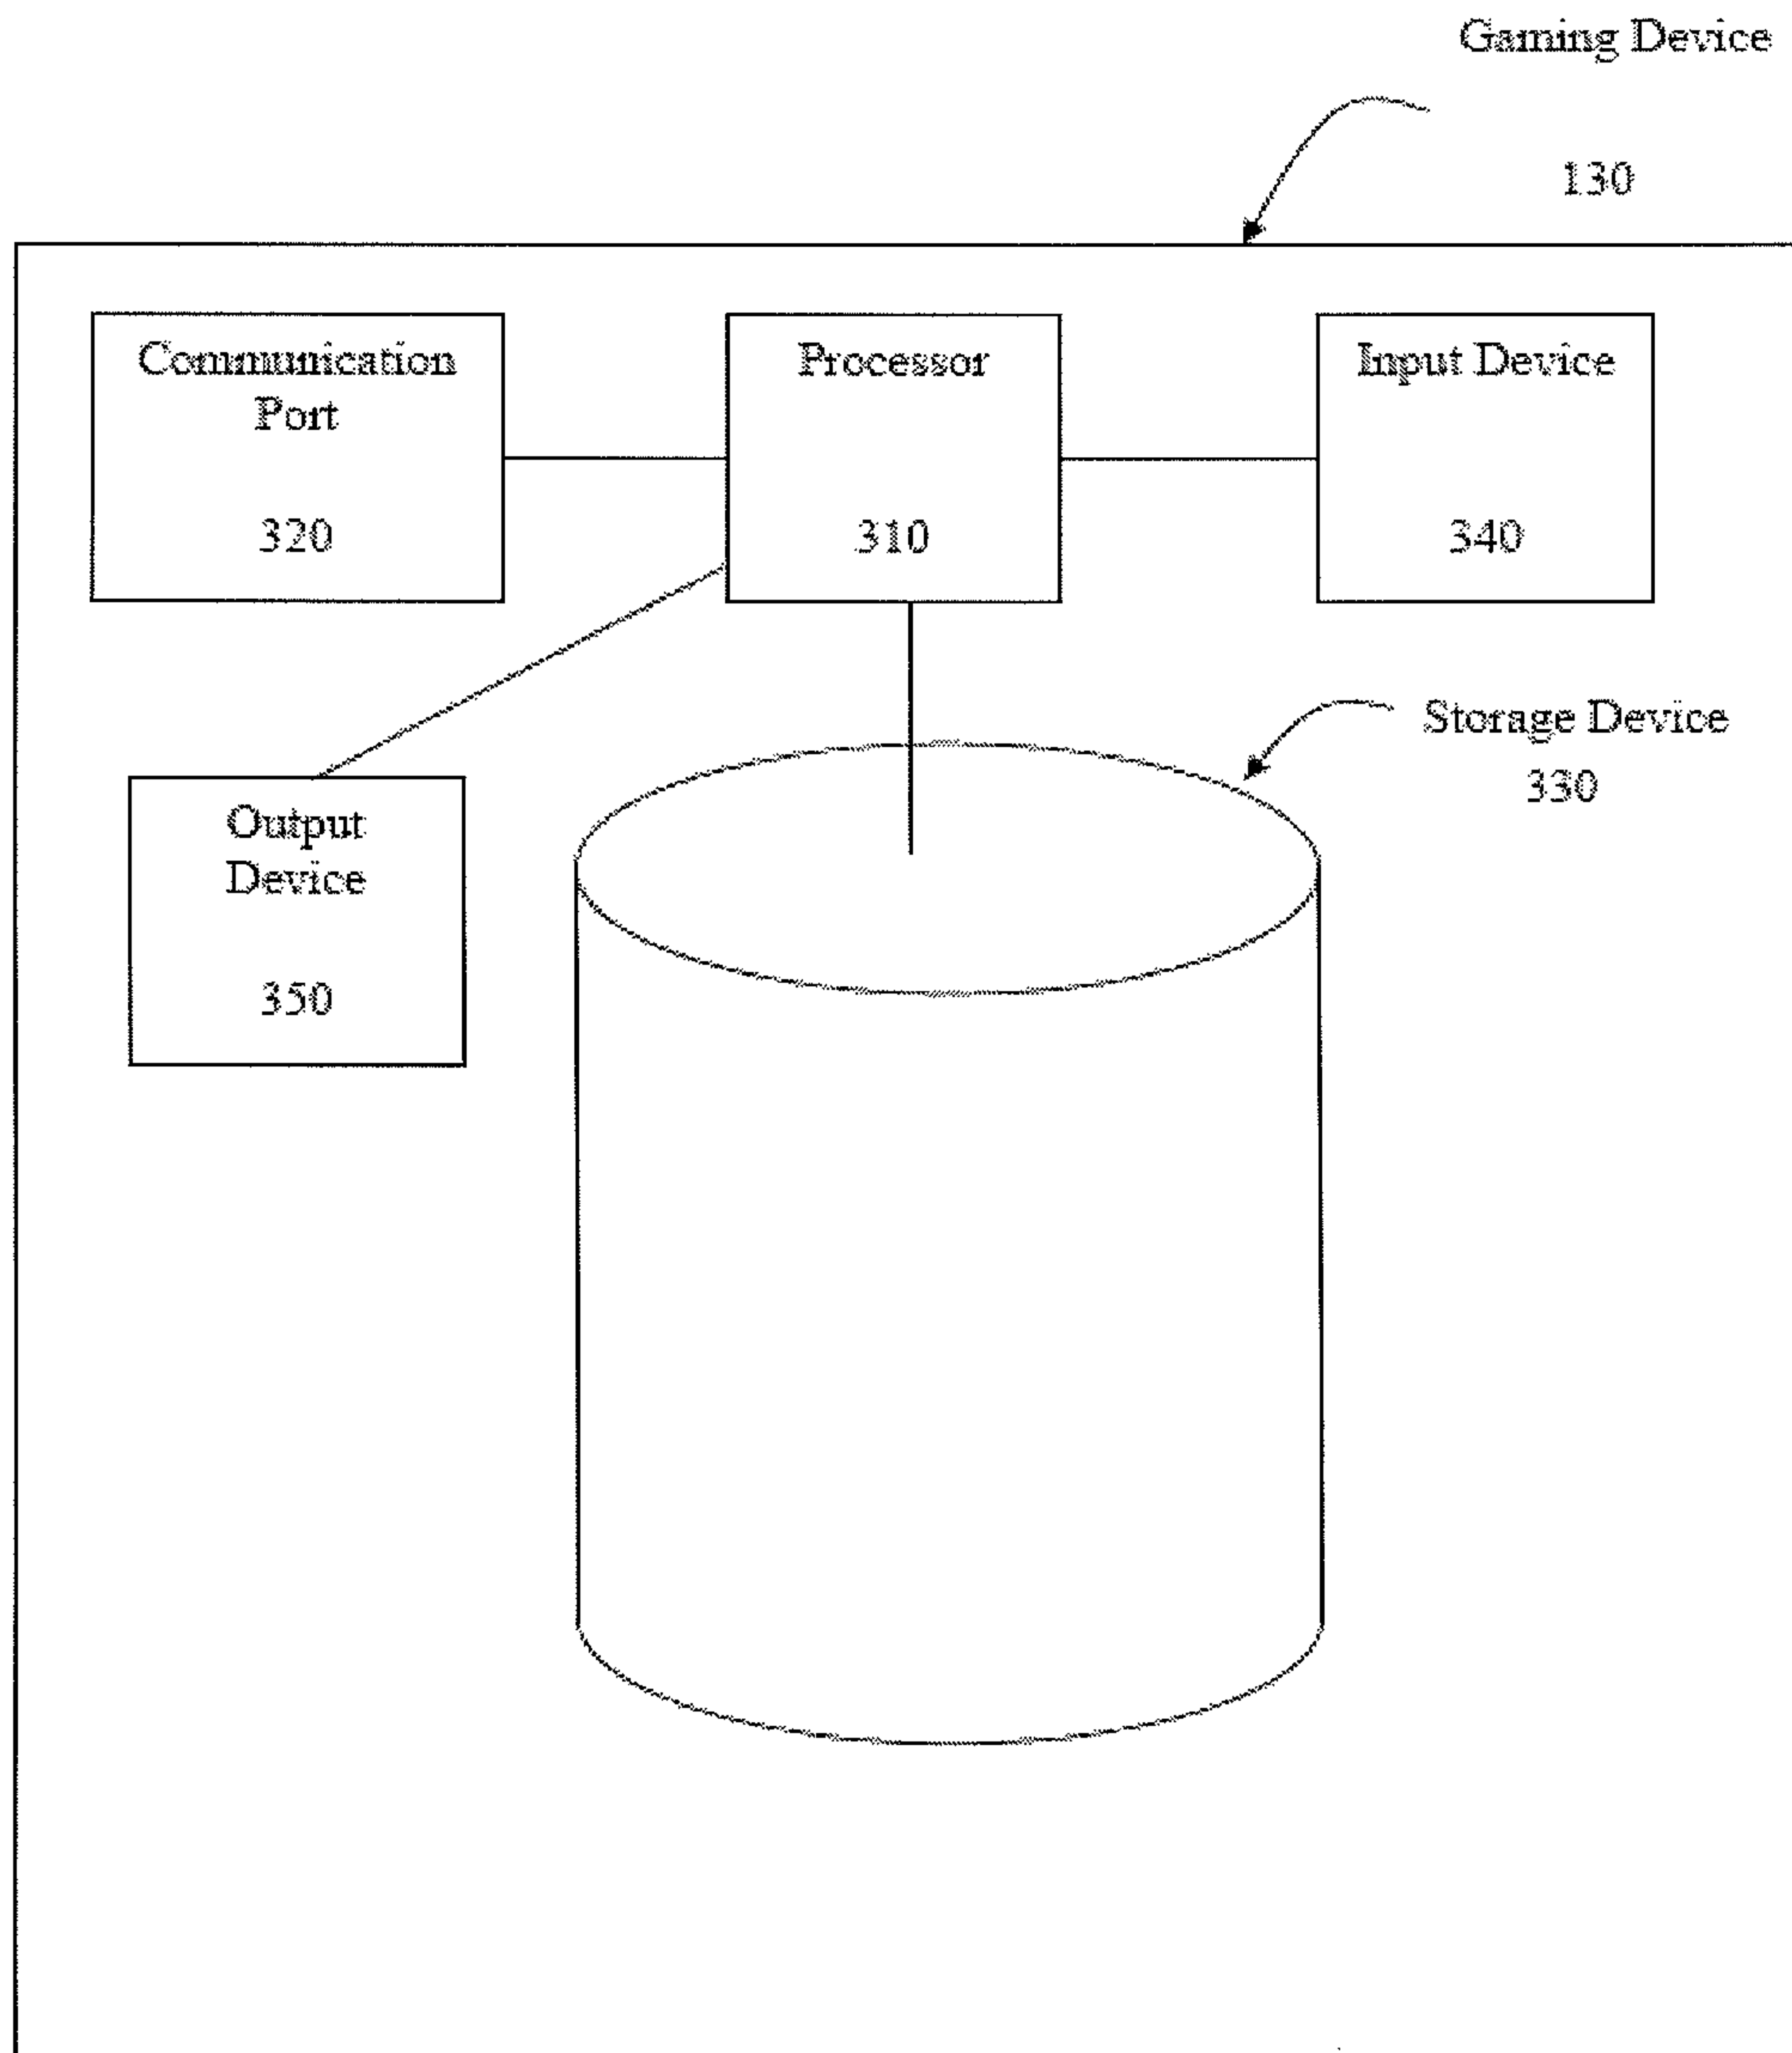 Gaming Device
130
Communication
Port
320
Processor
310
Input Device
340
Storage Device
330
Output
Device
350